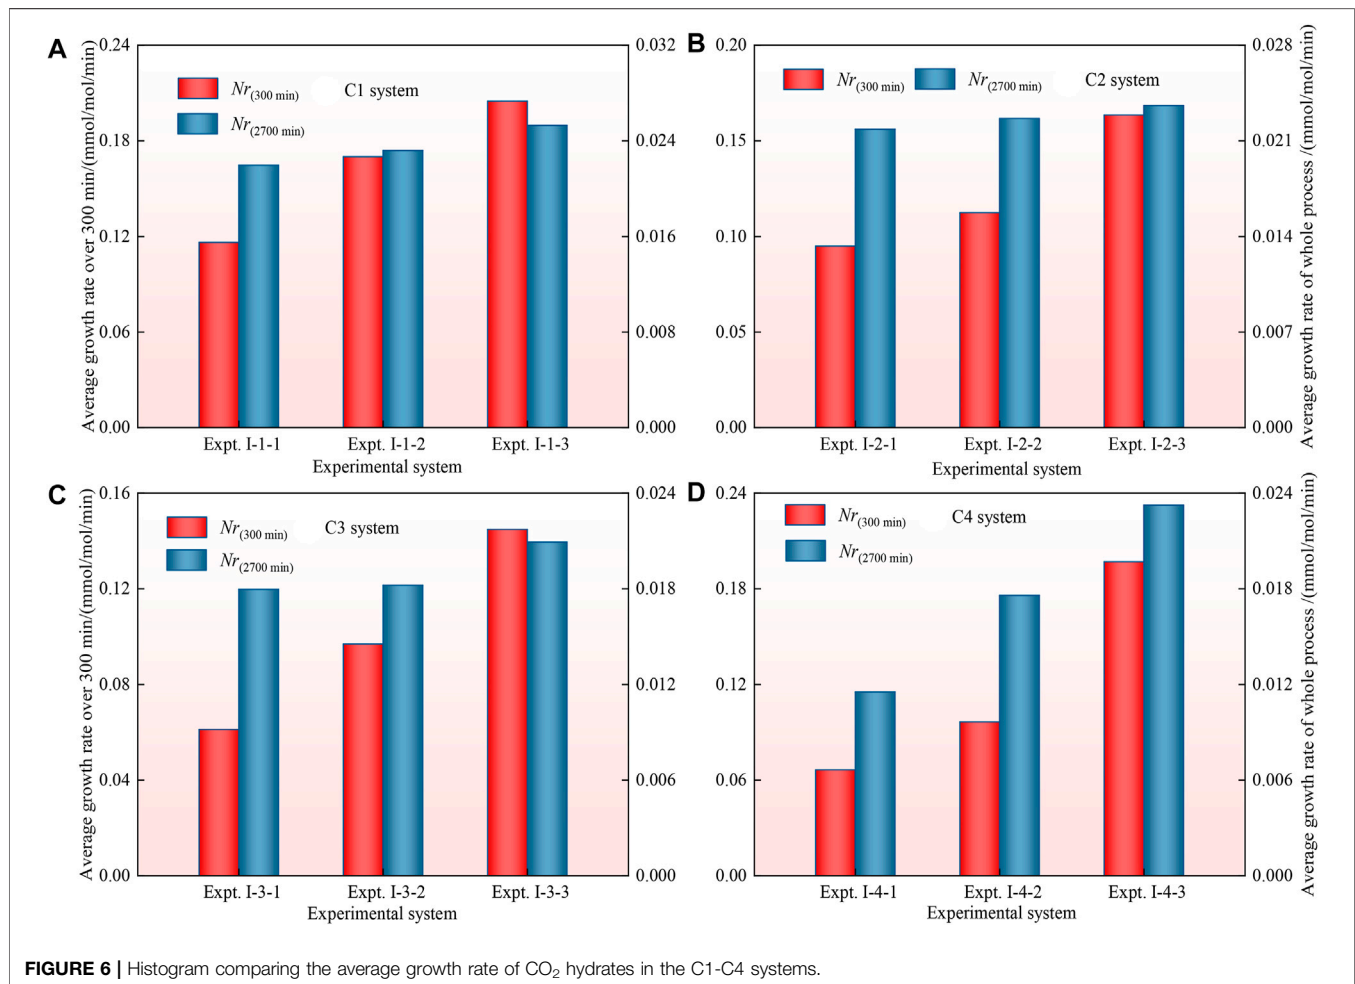 A
Average growth rate over 300 min/(mmol/mol/min)
0.24
0.18
0.12
0.06
0.00
Nr(300 min)
Nr(2700 min)
C1 system
0.032
0.024
0.016
0.008
0.000
Expt. I-1-1
Expt. I-1-2
Expt. I-1-3
Experimental system
B
0.20
0.15
0.10
0.05
0.00
Nr(300 min)
Nr(2700 min)
C2 system
0.028
0.021
0.014
0.007
0.000
Average growth rate of whole process /(mmol/mol/min)
Expt. I-2-1
Expt. I-2-2
Expt. I-2-3
Experimental system
C
Average growth rate over 300 min/(mmol/mol/min)
0.16
0.12
0.08
0.04
0.00
Nr(300 min)
Nr(2700 min)
C3 system
0.024
0.018
0.012
0.006
0.000
Expt. I-3-1
Expt. I-3-2
Expt. I-3-3
Experimental system
D
0.24
0.18
0.12
0.06
0.00
Nr(300 min)
Nr(2700 min)
C4 system
0.024
0.018
0.012
0.006
0.000
Average growth rate of whole process /(mmol/mol/min)
Expt. I-4-1
Expt. I-4-2
Expt. I-4-3
Experimental system
FIGURE 6 | Histogram comparing the average growth rate of CO₂ hydrates in the C1-C4 systems.